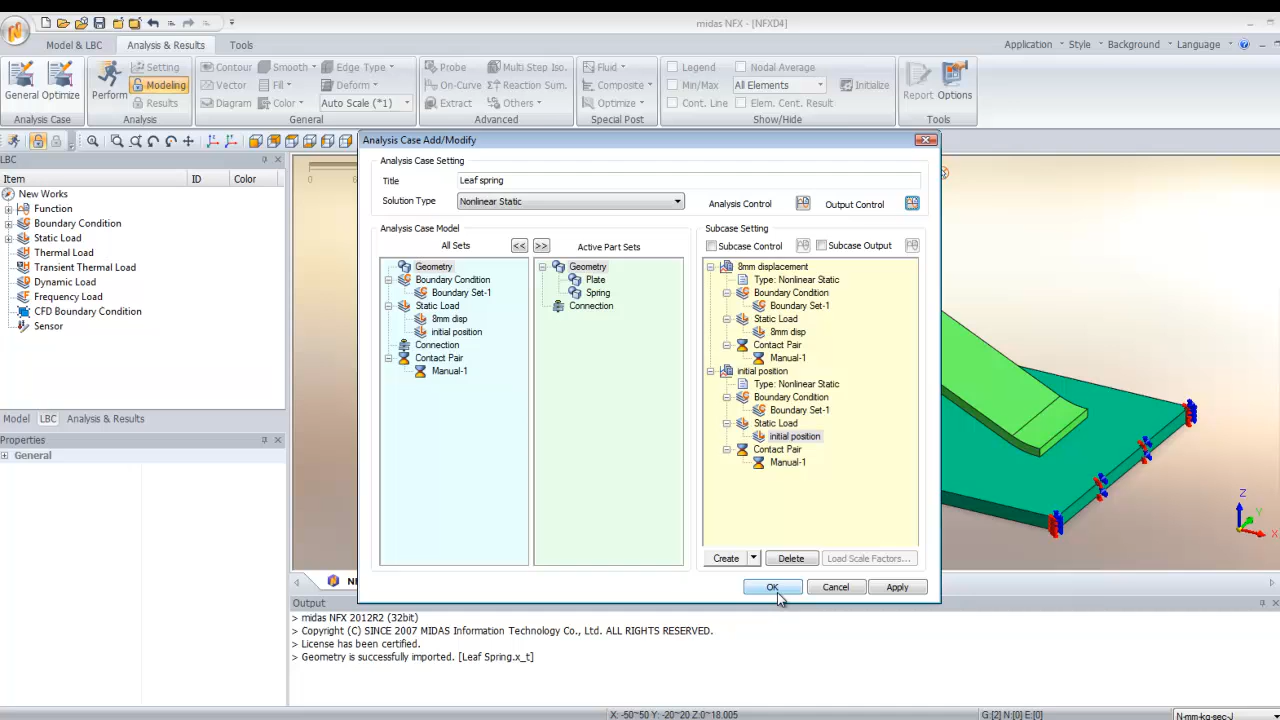 midas NFX - [NFXD4]
Model & LBC
Analysis & Results
Tools
Application
Style
Background
Language
General Optimize
Analysis Case
Perform
Setting
Modeling
Results
Analysis
Contour
Smooth
Edge Type
Vector
Fill
Deform
Diagram
Color
Auto Scale (*1)
General
Probe
Multi Step Iso.
On-Curve
Reaction Sum.
Extract
Others
Advanced
Fluid
Composite
Optimize
Special Post
Legend
Nodal Average
Min/Max
All Elements
Initialize
Cont. Line
Elem. Cent. Result
Show/Hide
Report Options
Tools
LBC
Item
ID
Color
New Works
Function
Boundary Condition
Static Load
Thermal Load
Transient Thermal Load
Dynamic Load
Frequency Load
CFD Boundary Condition
Sensor
Model
LBC
Analysis & Results
Properties
General
Analysis Case Add/Modify
Analysis Case Setting
Title
Leaf spring
Solution Type
Nonlinear Static
Analysis Control
Output Control
Analysis Case Model
All Sets
<<
>>
Active Part Sets
Geometry
Boundary Condition
Boundary Set-1
Static Load
8mm disp
initial position
Connection
Contact Pair
Manual-1
Geometry
Plate
Spring
Connection
Subcase Setting
Subcase Control
Subcase Output
8mm displacement
Type: Nonlinear Static
Boundary Condition
Boundary Set-1
Static Load
8mm disp
Contact Pair
Manual-1
initial position
Type: Nonlinear Static
Boundary Condition
Boundary Set-1
Static Load
initial position
Contact Pair
Manual-1
Create
Delete
Load Scale Factors...
OK
Cancel
Apply
Z
Y
X
Output
> midas NFX 2012R2 (32bit)
> Copyright (C) SINCE 2007 MIDAS Information Technology Co., Ltd. ALL RIGHTS RESERVED.
> License has been certified.
> Geometry is successfully imported. [Leaf Spring.x_t]
X: -50~50 Y: -20~20 Z:0~18.005
G:[2] N:[0] E:[0]
N-mm-kg-sec-J